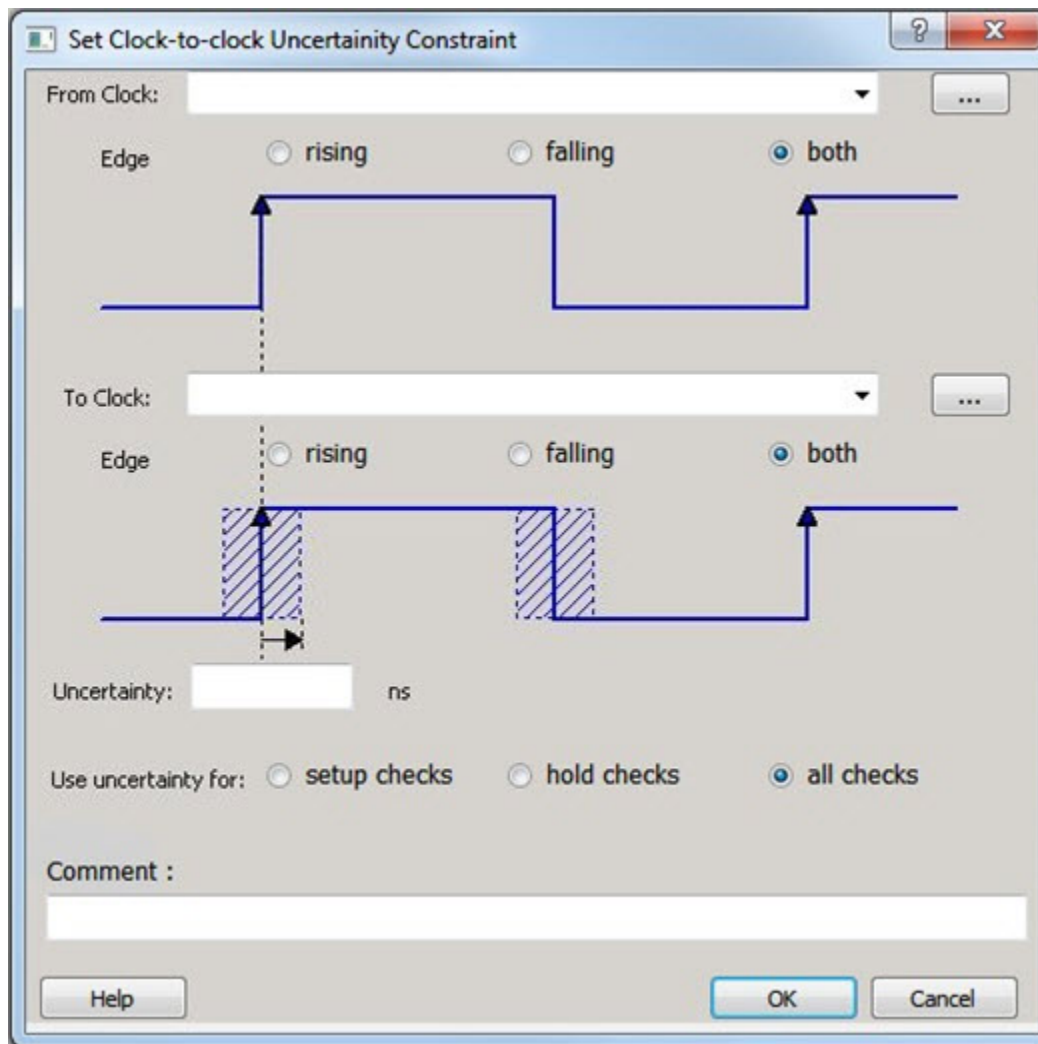 Set Clock-to-clock Uncertainity Constraint
From Clock: ...
Edge rising falling both
To Clock: ...
Edge rising falling both
Uncertainty: ns
Use uncertainty for: setup checks hold checks all checks
Comment :
Help OK Cancel